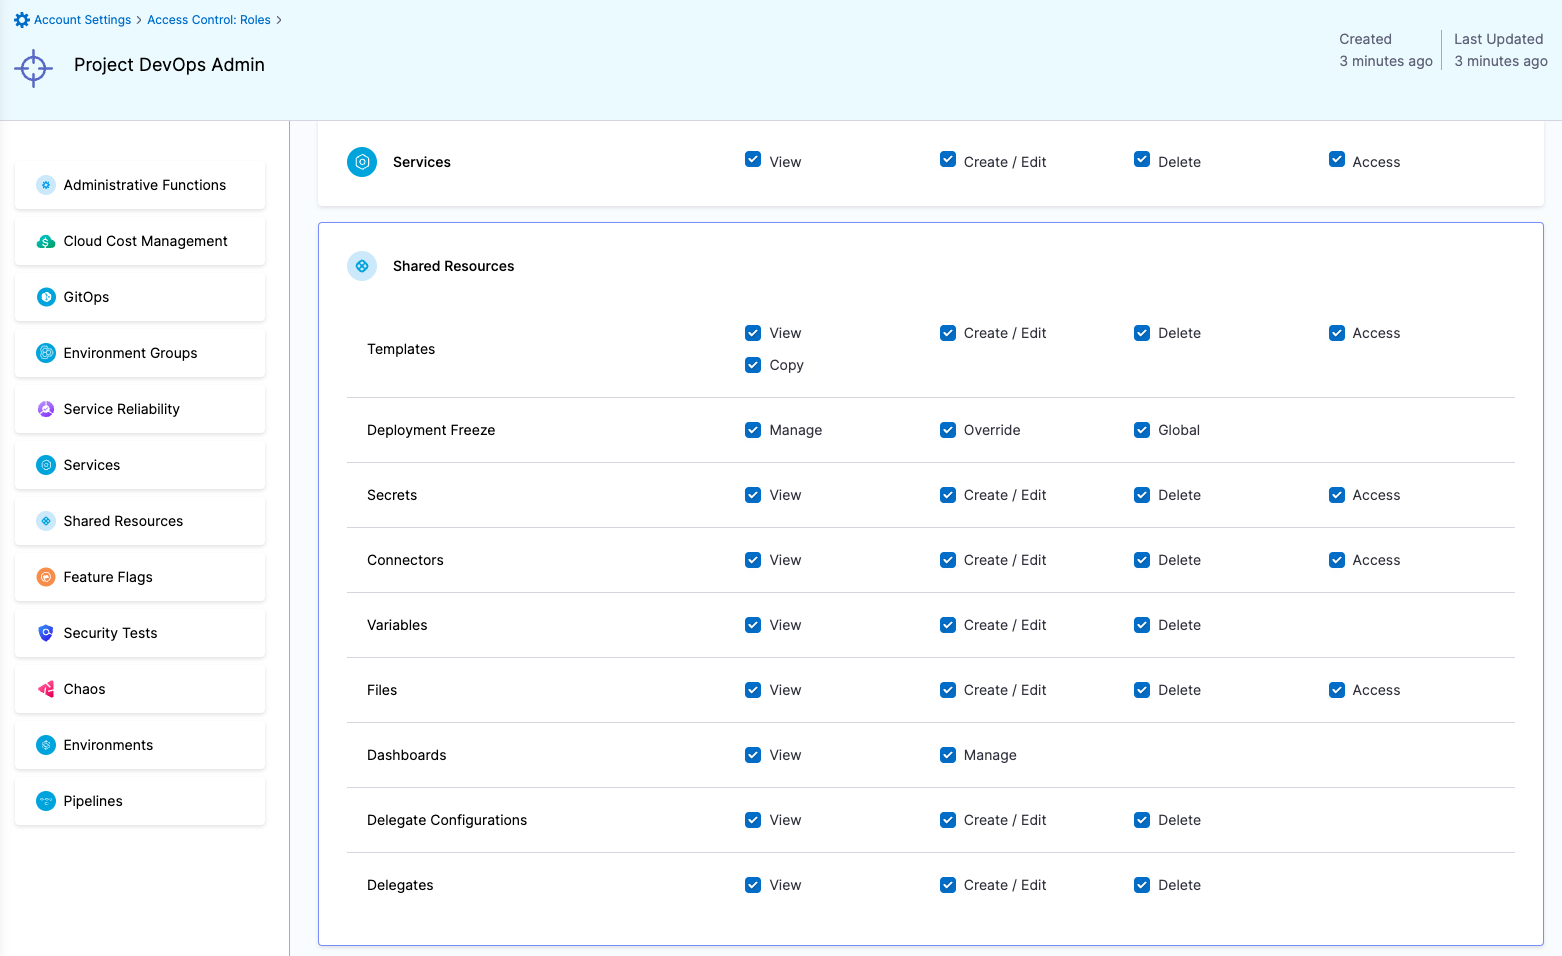 Account Settings > Access Control: Roles >
Project DevOps Admin
Created
3 minutes ago
Last Updated
3 minutes ago
Administrative Functions
Cloud Cost Management
GitOps
Environment Groups
Service Reliability
Services
Shared Resources
Feature Flags
Security Tests
Chaos
Environments
Pipelines
Services View Create / Edit Delete Access
Shared Resources
Templates View Create / Edit Delete Access
Copy
Deployment Freeze Manage Override Global
Secrets View Create / Edit Delete Access
Connectors View Create / Edit Delete Access
Variables View Create / Edit Delete
Files View Create / Edit Delete Access
Dashboards View Manage
Delegate Configurations View Create / Edit Delete
Delegates View Create / Edit Delete